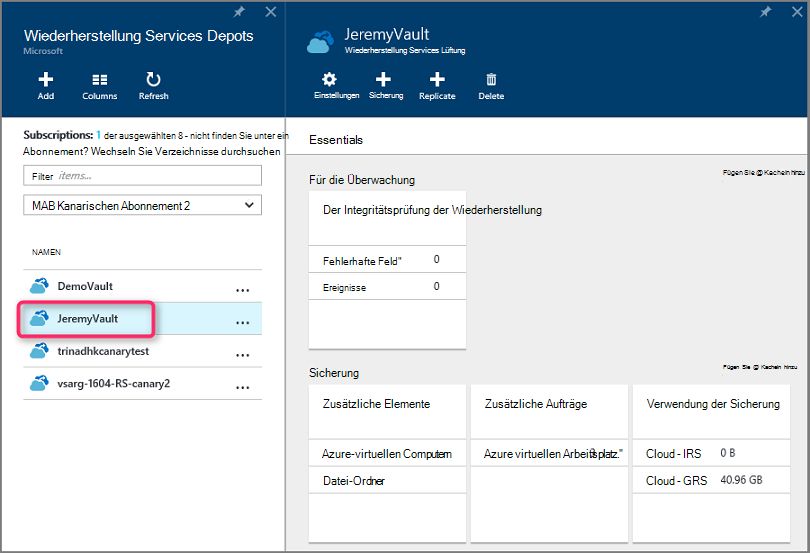 Wiederherstellung Services Depots
Microsoft
Add
Columns
Refresh
Subscriptions: 1 der ausgewählten 8 - nicht finden Sie unter ein
Abonnement? Wechseln Sie Verzeichnisse durchsuchen
Filter items...
MAB Kanarischen Abonnement 2
NAMEN
DemoVault ...
JeremyVault ...
trinadhkcanarytest ...
vsarg-1604-RS-canary2 ...
JeremyVault
Wiederherstellung Services Lüftung
Einstellungen
Sicherung
Replicate
Delete
Essentials
Für die Überwachung
Fügen Sie @ Kacheln hinzu
Der Integritätsprüfung der Wiederherstellung
Fehlerhafte Feld" 0
Ereignisse 0
Sicherung
Fügen Sie @ Kacheln hinzu
Zusätzliche Elemente
Azure-virtuellen Computern
Datei-Ordner
Zusätzliche Aufträge
Azure virtuellen
Verwendung der Sicherung
Cloud - IRS 0 B
Cloud - GRS 40.96 GB